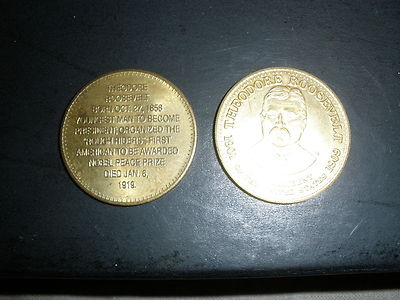 THEODORE
ROOSEVELT
BORN OCT. 27, 1858
YOUNGEST MAN TO BECOME
PRESIDENT, ORGANIZED THE
"ROUGH RIDERS" FIRST
AMERICAN TO BE AWARDED
NOBEL PEACE PRIZE
DIED JAN. 6,
1919.
1901 THEODORE ROOSEVELT 1909